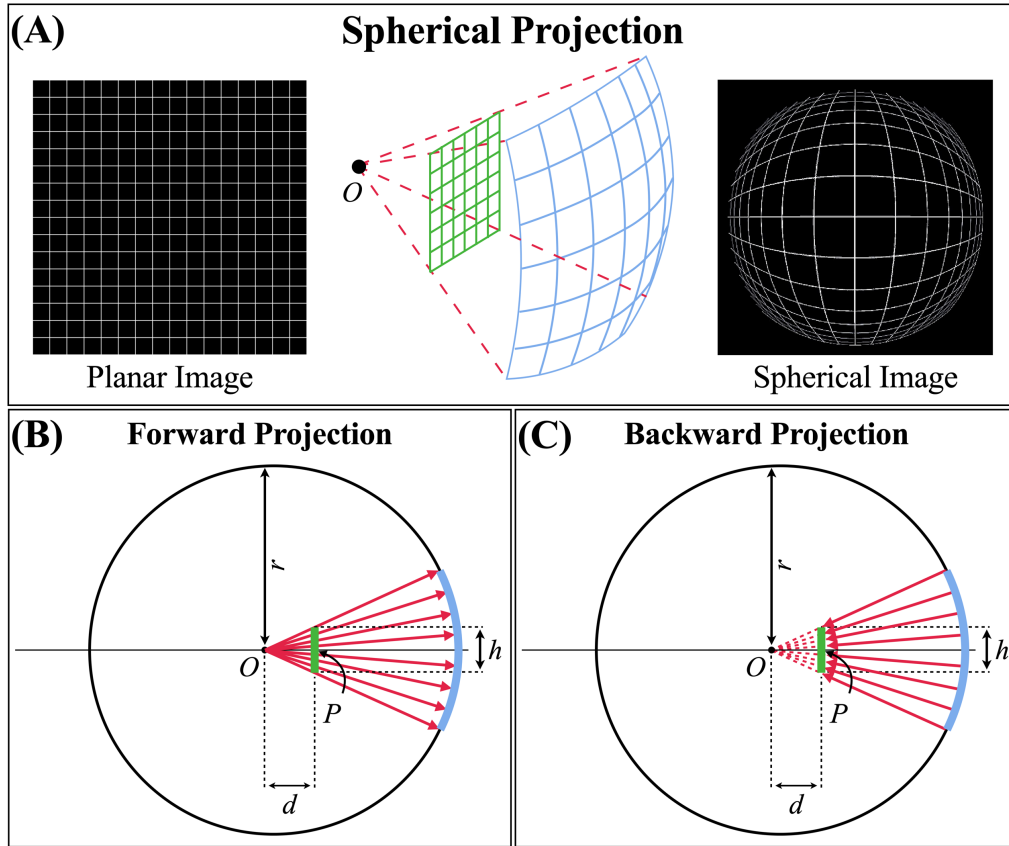 (A)
Spherical Projection
O
Planar Image
Spherical Image
(B)
Forward Projection
r
O
h
P
d
(C)
Backward Projection
r
O
h
P
d